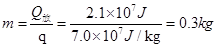 m = Q放/q = 2.1×10⁷J/7.0×10⁷J/kg = 0.3kg